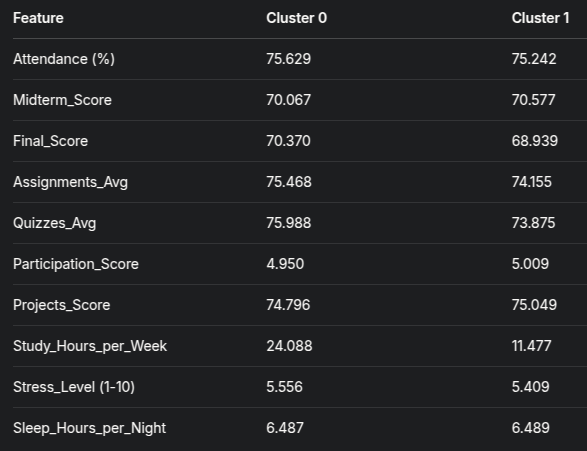 Feature Cluster 0 Cluster 1
Attendance (%) 75.629 75.242
Midterm_Score 70.067 70.577
Final_Score 70.370 68.939
Assignments_Avg 75.468 74.155
Quizzes_Avg 75.988 73.875
Participation_Score 4.950 5.009
Projects_Score 74.796 75.049
Study_Hours_per_Week 24.088 11.477
Stress_Level (1-10) 5.556 5.409
Sleep_Hours_per_Night 6.487 6.489